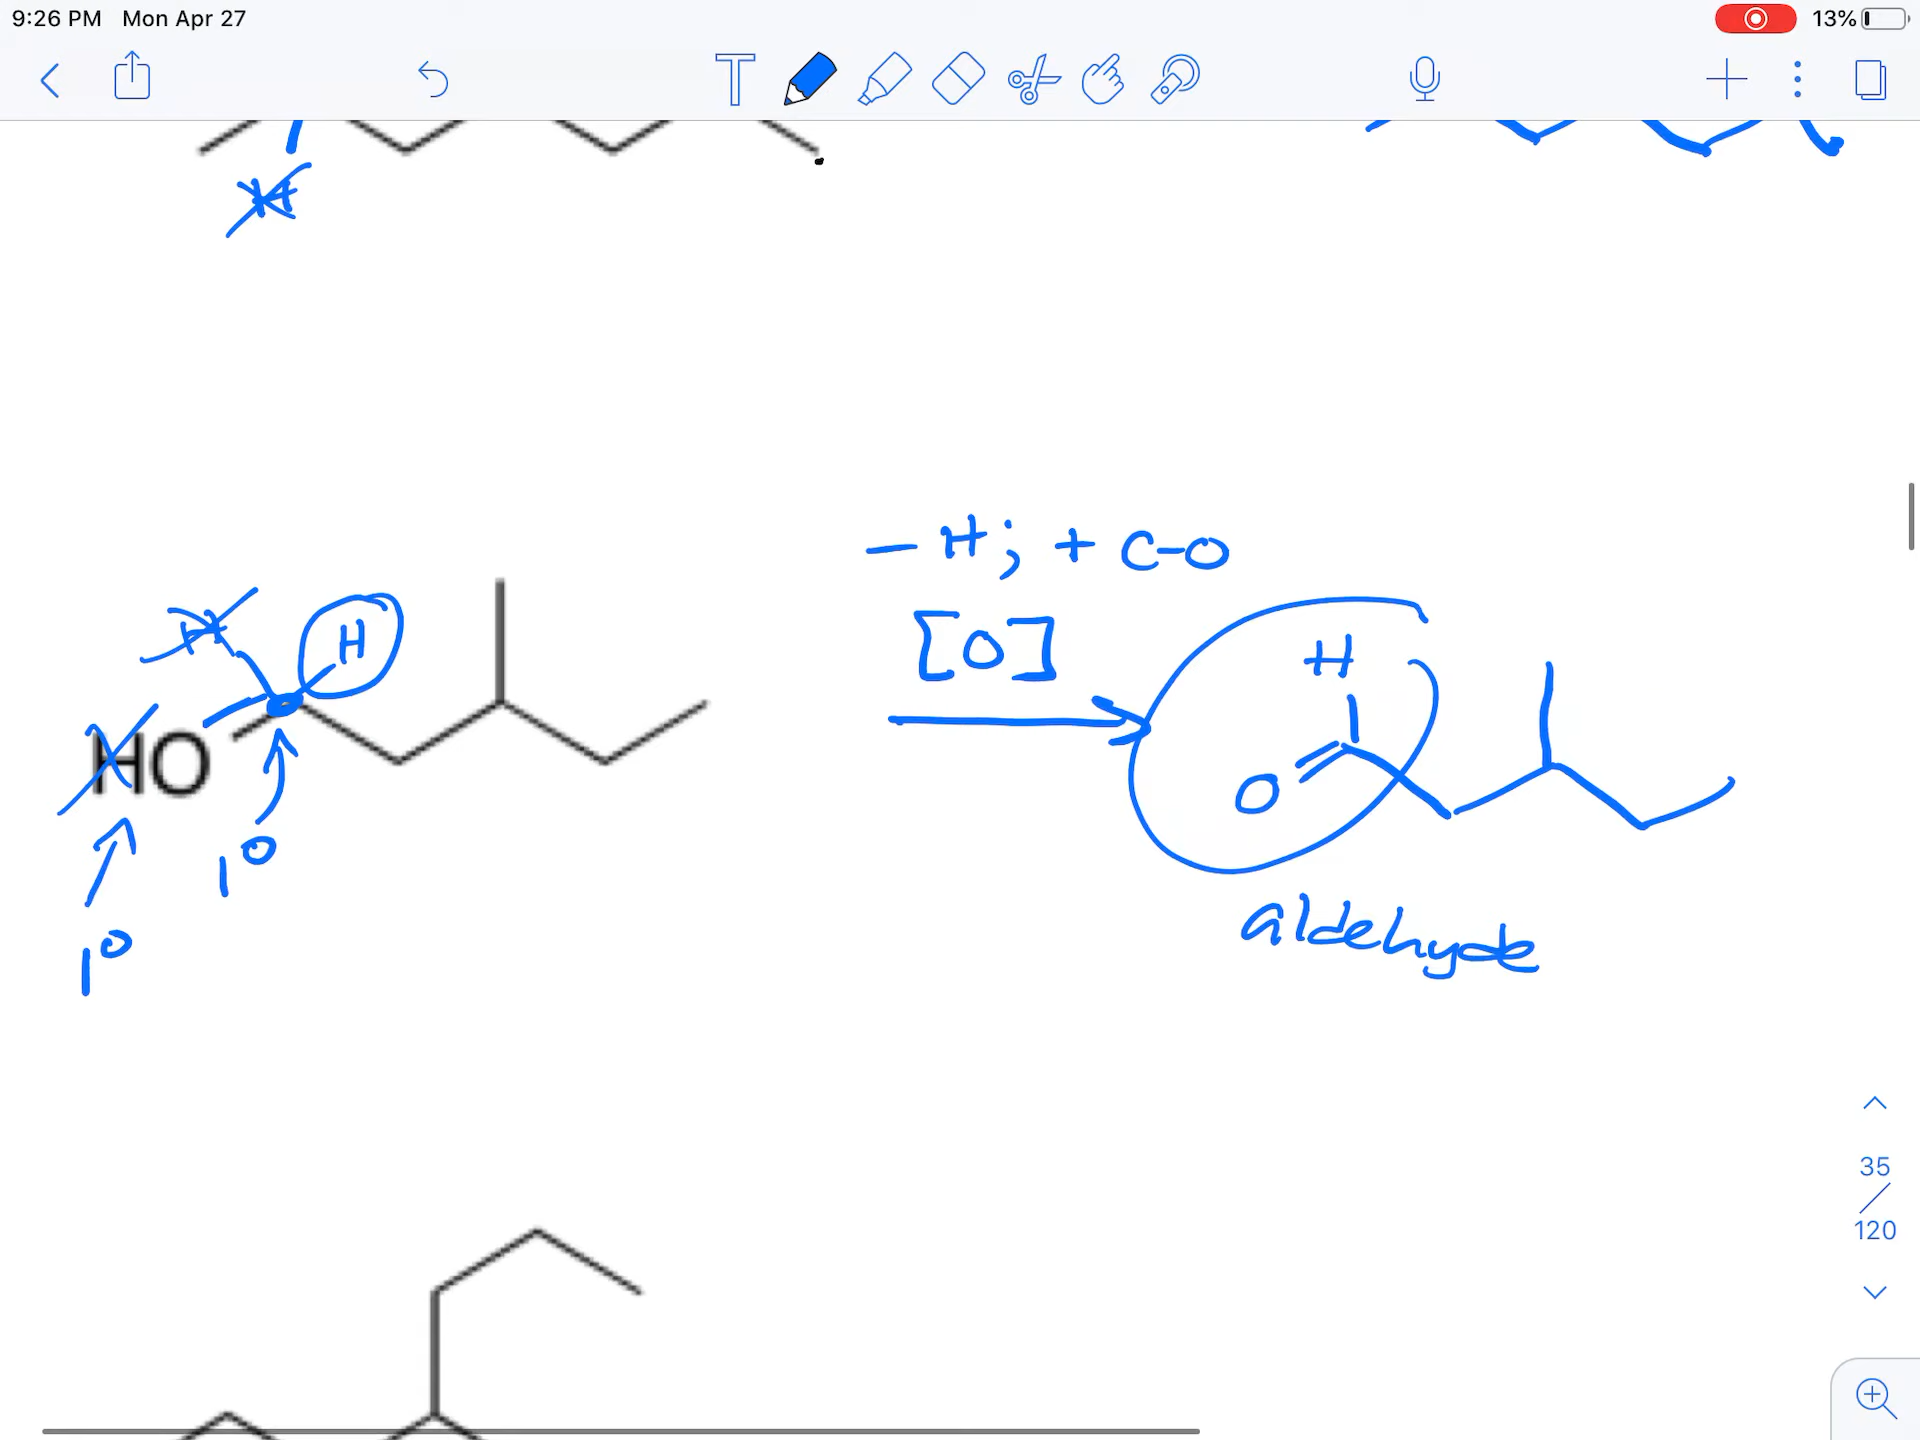 9:26 PM Mon Apr 27
13%
T
H
− H; + C-O
[O]
H
H
H
HO
O
1°
1°
aldehyde
35
/
120